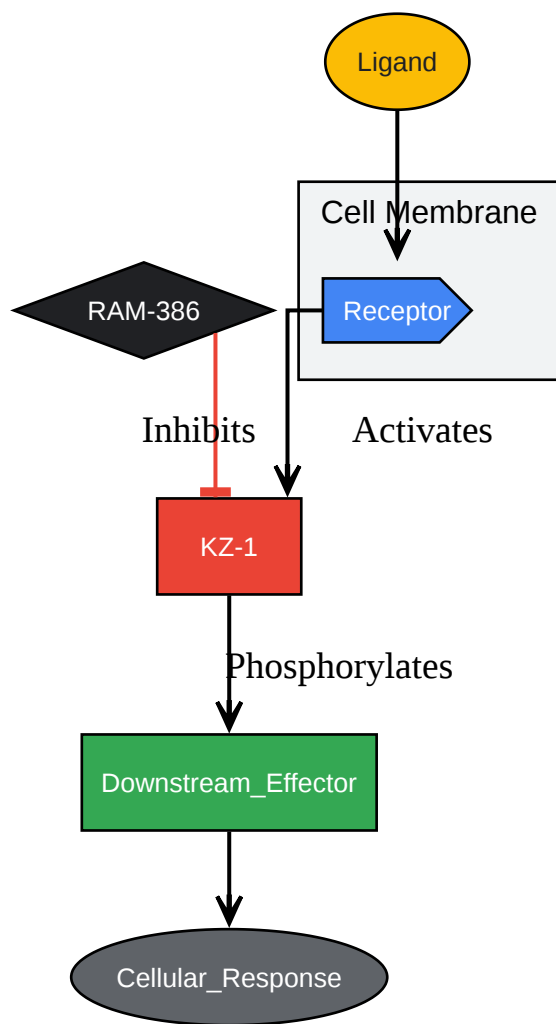 Ligand
Cell Membrane
RAM-386
Receptor
Inhibits
Activates
KZ-1
Phosphorylates
Downstream_Effector
Cellular_Response